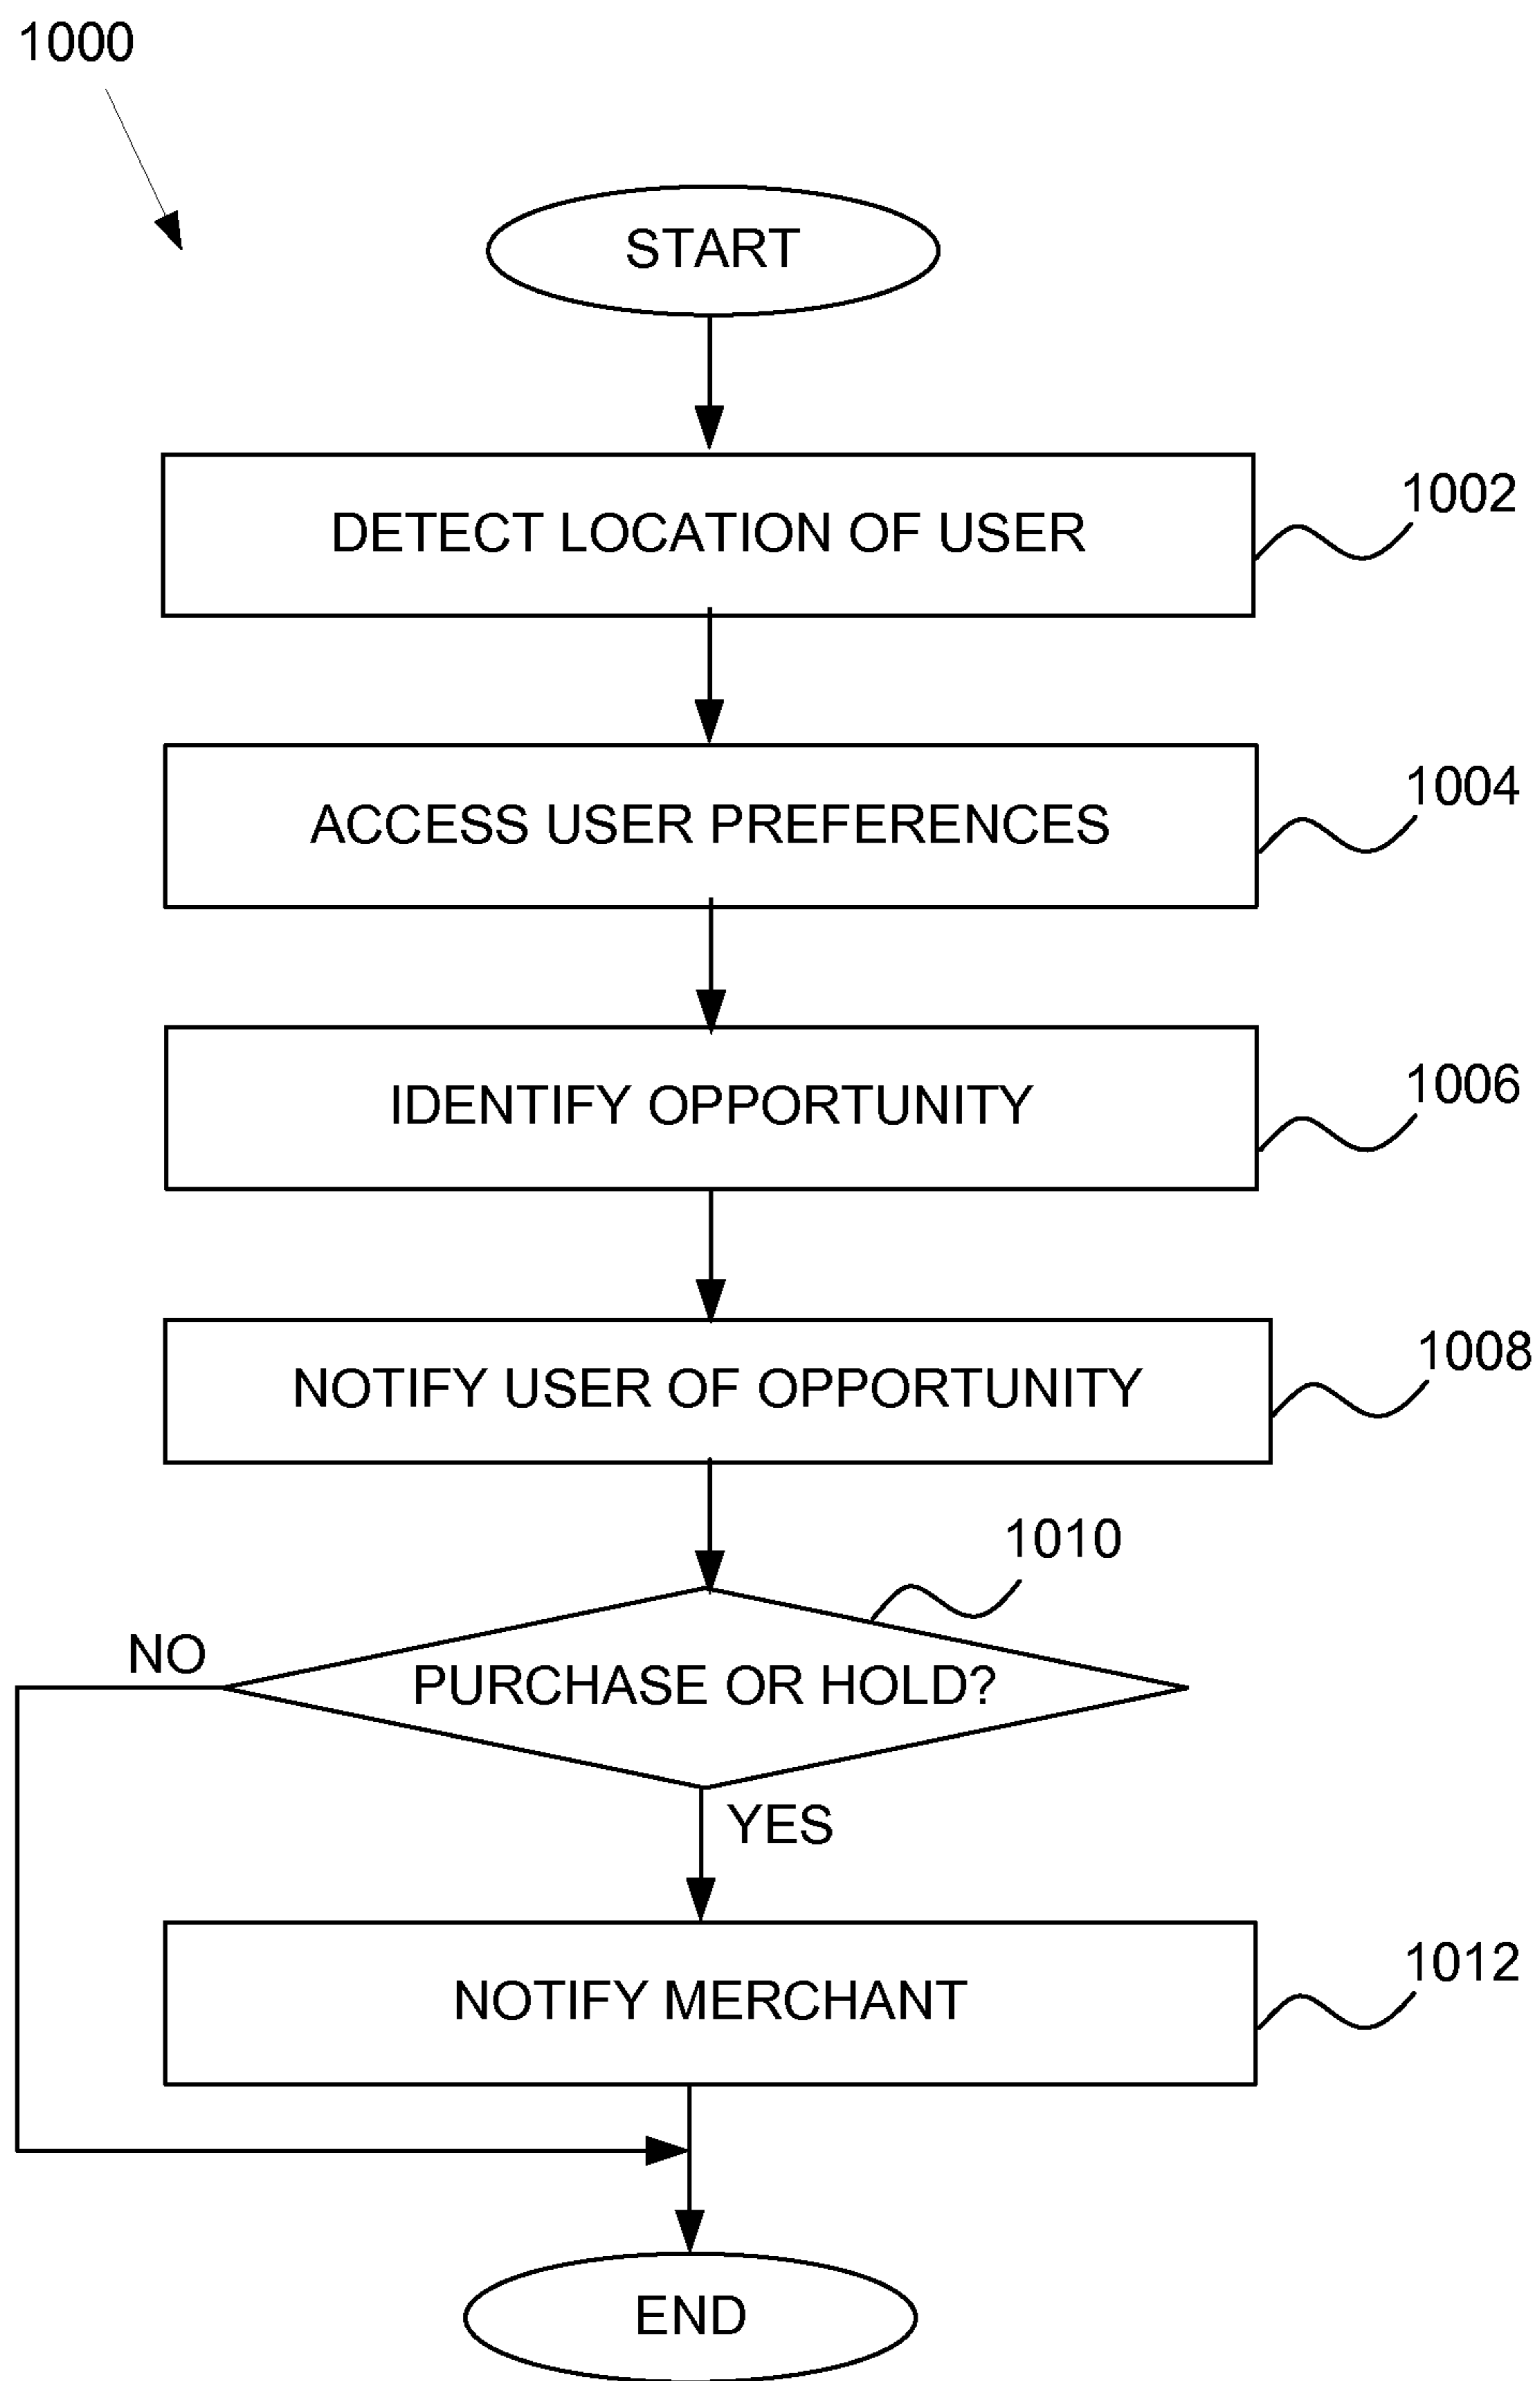 1000
START
DETECT LOCATION OF USER
1002
ACCESS USER PREFERENCES
1004
IDENTIFY OPPORTUNITY
1006
NOTIFY USER OF OPPORTUNITY
1008
1010
NO
PURCHASE OR HOLD?
YES
NOTIFY MERCHANT
1012
END